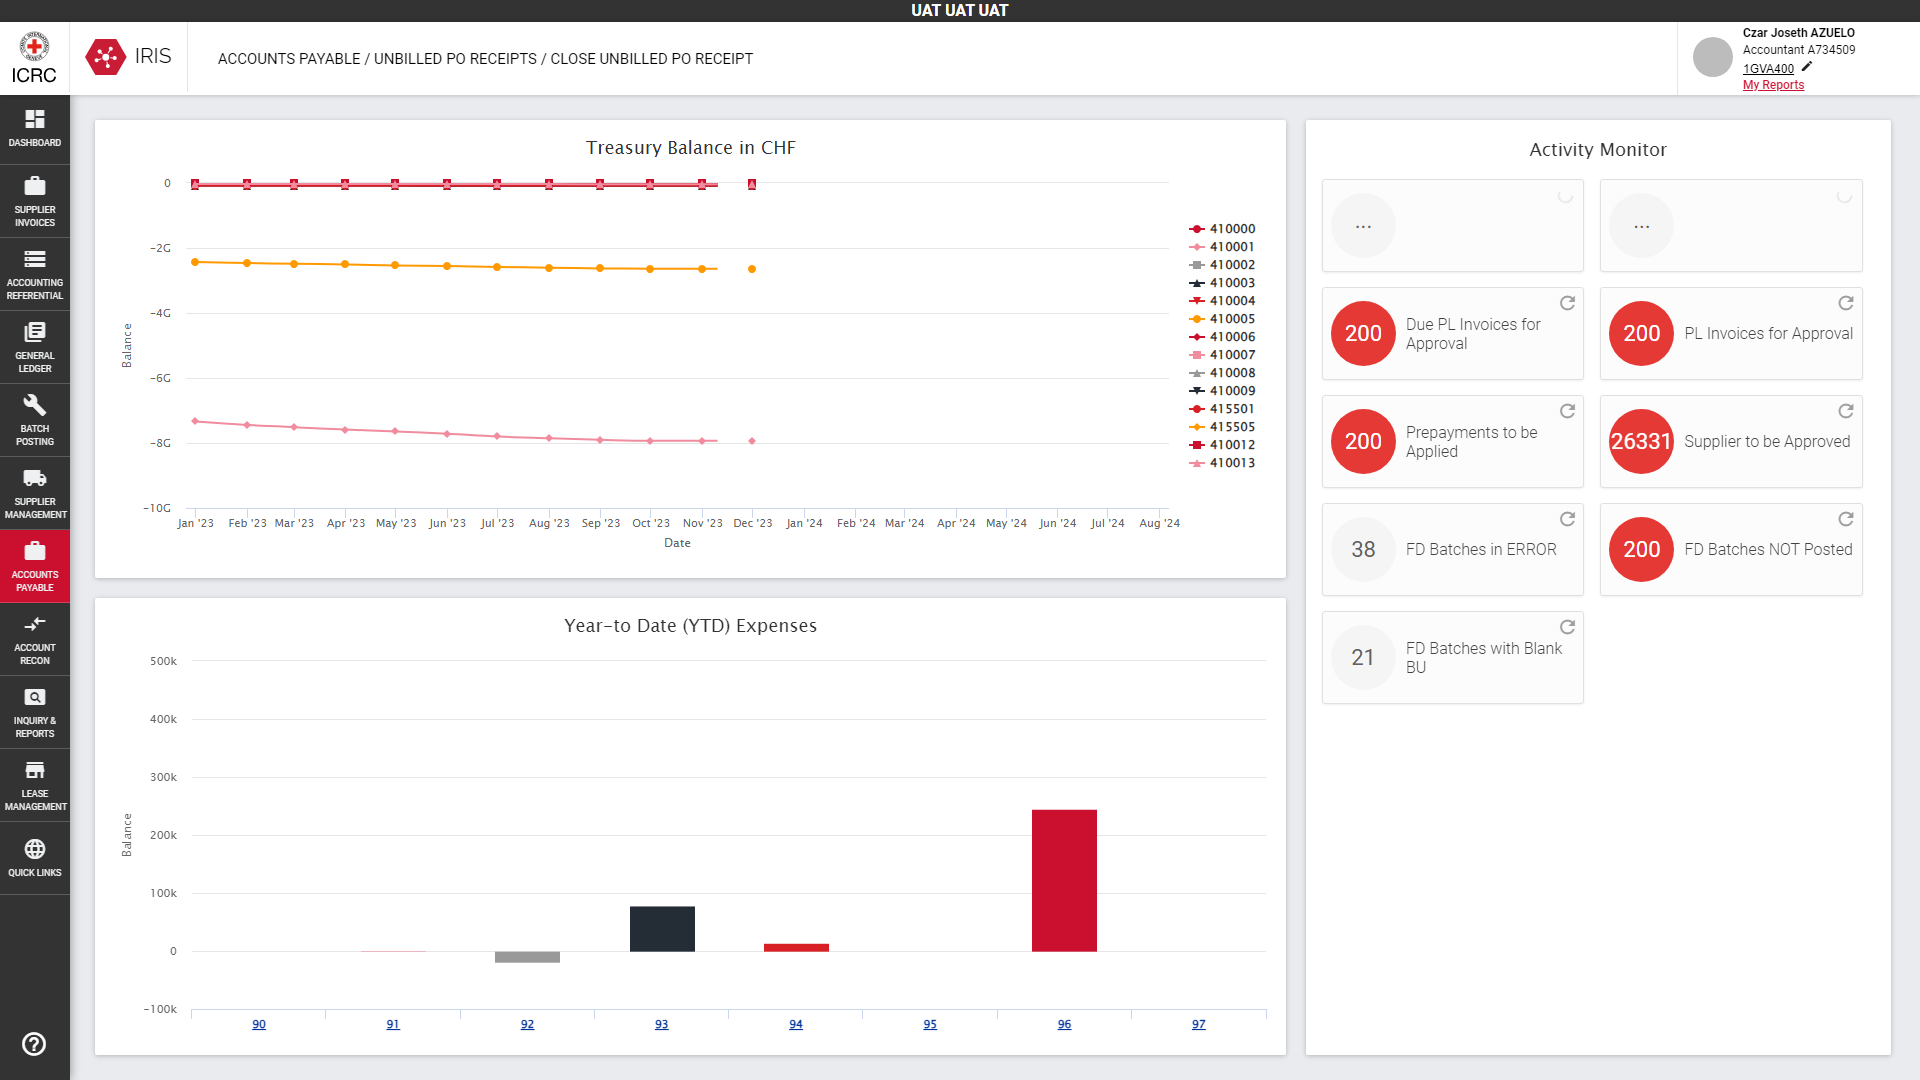 UAT UAT UAT
ICRC
IRIS
ACCOUNTS PAYABLE / UNBILLED PO RECEIPTS / CLOSE UNBILLED PO RECEIPT
Czar Joseth AZUELO
Accountant A734509
1GVA400
My Reports
DASHBOARD
SUPPLIER
INVOICES
ACCOUNTING
REFERENTIAL
GENERAL
LEDGER
BATCH
POSTING
SUPPLIER
MANAGEMENT
ACCOUNTS
PAYABLE
ACCOUNT
RECON
INQUIRY &
REPORTS
LEASE
MANAGEMENT
QUICK LINKS
Treasury Balance in CHF
Balance
0
−2G
−4G
−6G
−8G
−10G
Jan '23 Feb '23 Mar '23 Apr '23 May '23 Jun '23 Jul '23 Aug '23 Sep '23 Oct '23 Nov '23 Dec '23 Jan '24 Feb '24 Mar '24 Apr '24 May '24 Jun '24 Jul '24 Aug '24
Date
410000
410001
410002
410003
410004
410005
410006
410007
410008
410009
415501
415505
410012
410013
Year-to Date (YTD) Expenses
Balance
500k
400k
300k
200k
100k
0
−100k
90 91 92 93 94 95 96 97
Activity Monitor
... ...
200 Due PL Invoices for
Approval
200 PL Invoices for Approval
200 Prepayments to be
Applied
26331 Supplier to be Approved
38 FD Batches in ERROR
200 FD Batches NOT Posted
21 FD Batches with Blank
BU